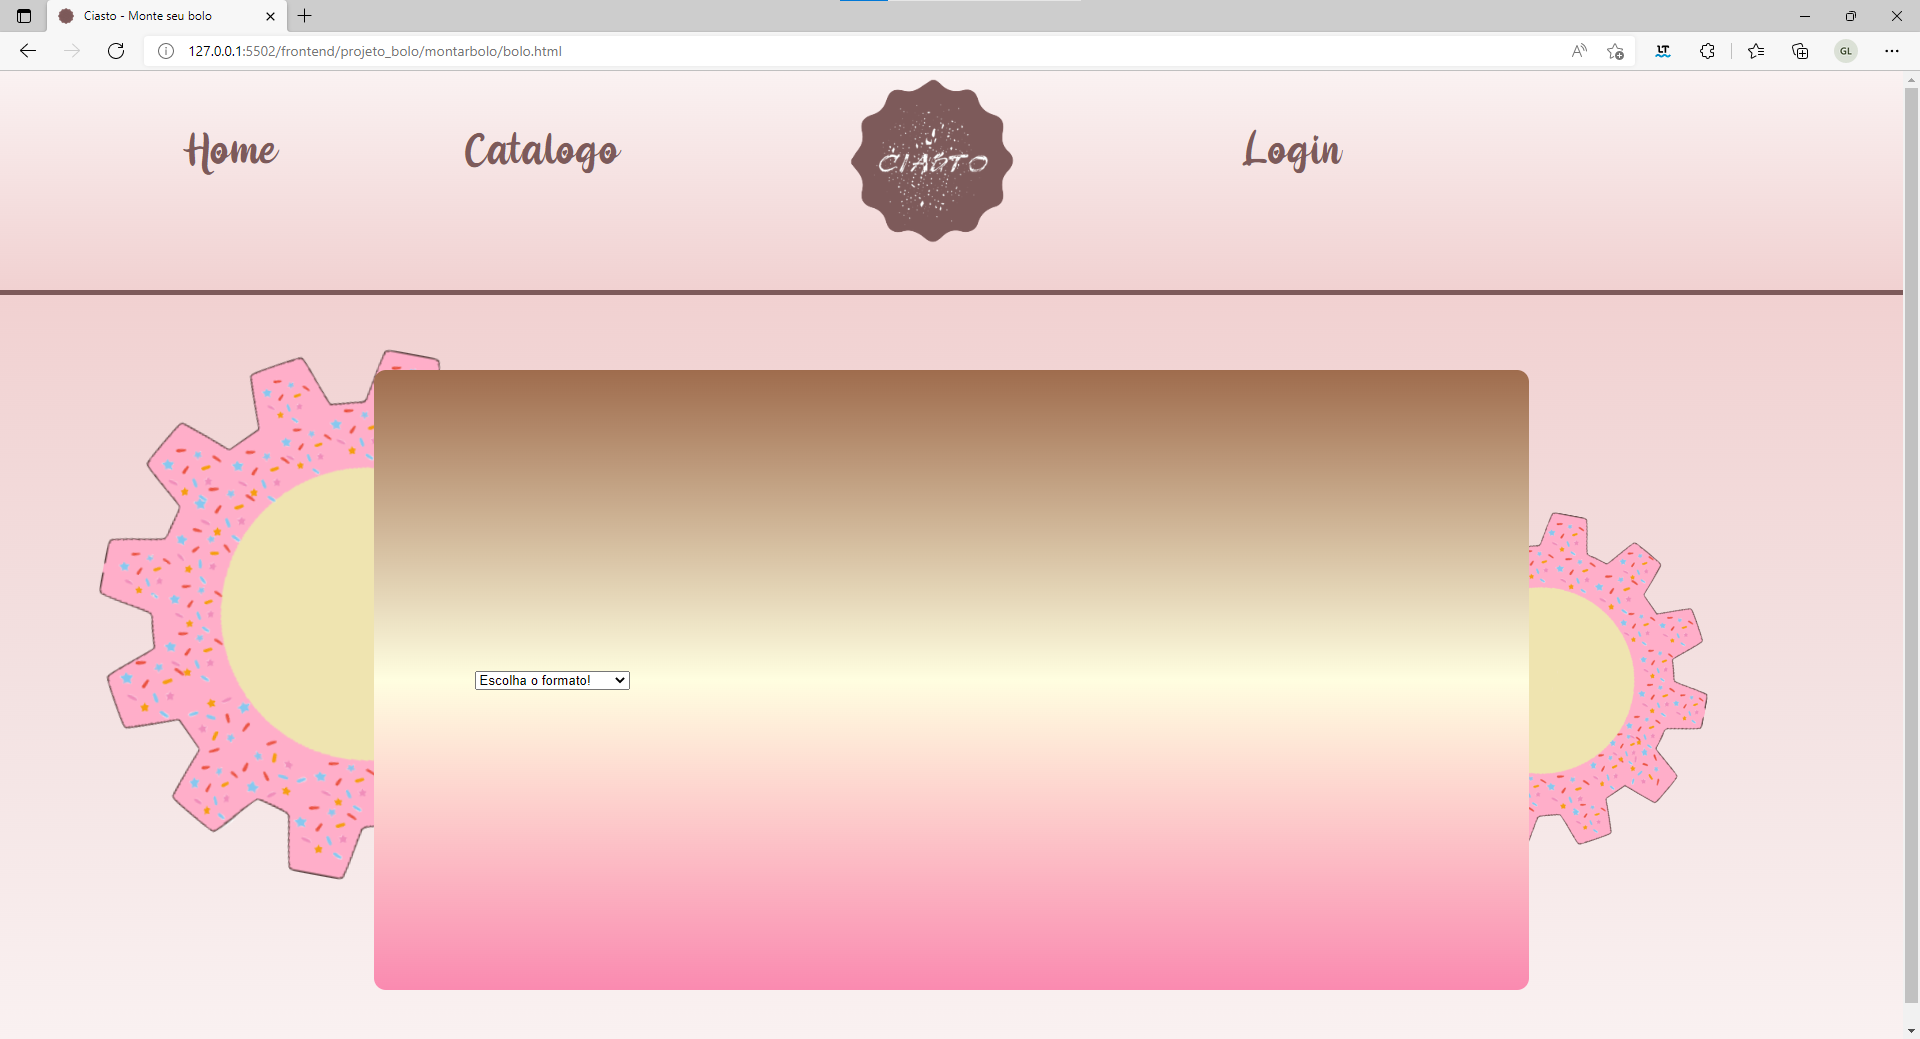 Ciasto - Monte seu bolo
127.0.0.1:5502/frontend/projeto_bolo/montarbolo/bolo.html
GL
Home
Catalogo
CIASTO
Login
Escolha o formato!